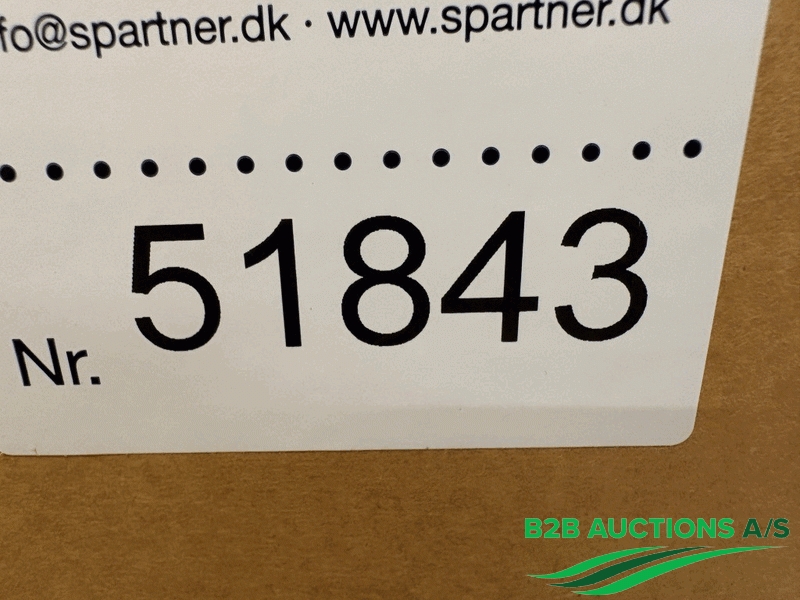 fo@spartner.dk · www.spartner.dk
Nr. 51843
B2B AUCTIONS A/S